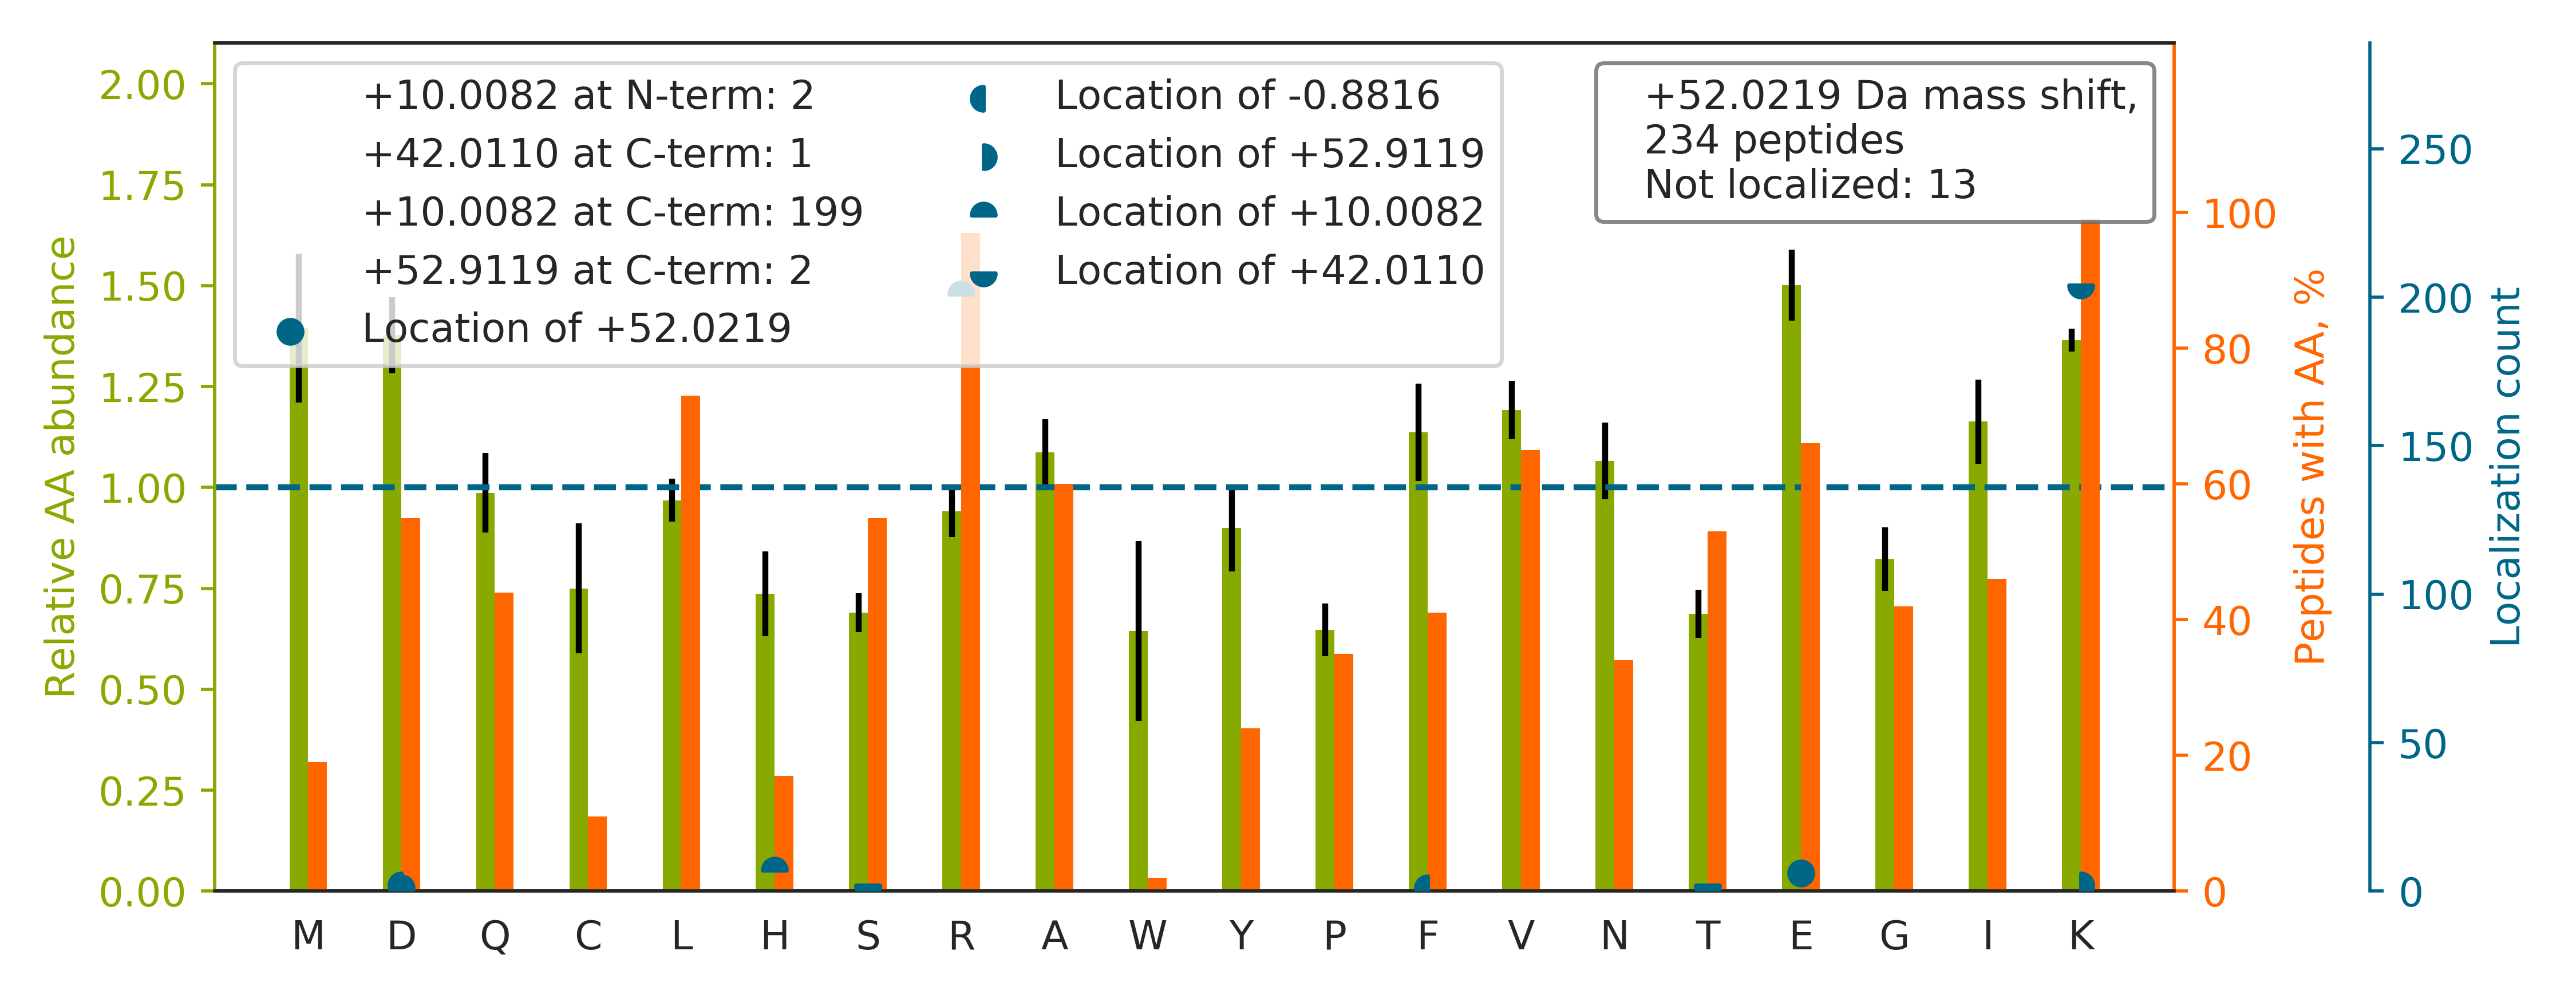 Relative AA abundance
2.00
1.75
1.50
1.25
1.00
0.75
0.50
0.25
0.00
+10.0082 at N-term: 2
+42.0110 at C-term: 1
+10.0082 at C-term: 199
+52.9119 at C-term: 2
Location of +52.0219
Location of -0.8816
Location of +52.9119
Location of +10.0082
Location of +42.0110
+52.0219 Da mass shift,
234 peptides
Not localized: 13
100
80
60
40
20
0
Peptides with AA, %
250
200
150
100
50
0
Localization count
M D Q C L H S R A W Y P F V N T E G I K